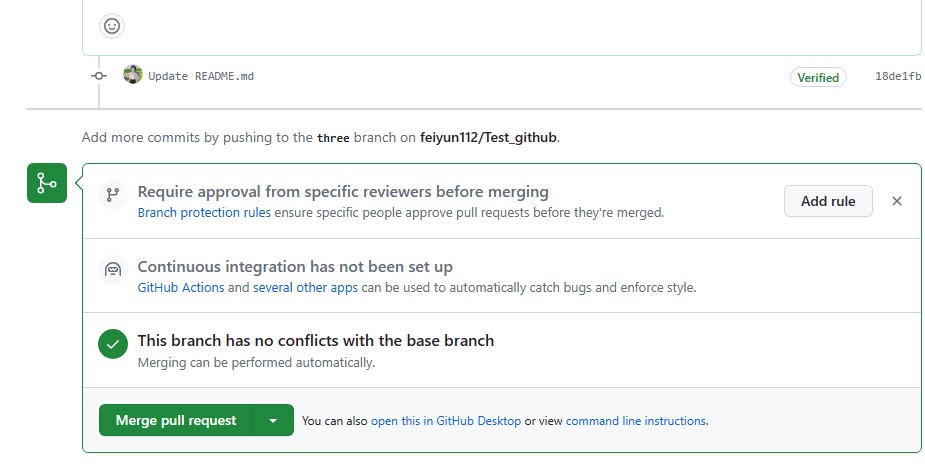 Update README.md Verified 18de1fb
Add more commits by pushing to the three branch on feiyun112/Test_github.
Require approval from specific reviewers before merging
Branch protection rules ensure specific people approve pull requests before they're merged.
Add rule
Continuous integration has not been set up
GitHub Actions and several other apps can be used to automatically catch bugs and enforce style.
This branch has no conflicts with the base branch
Merging can be performed automatically.
Merge pull request You can also open this in GitHub Desktop or view command line instructions.